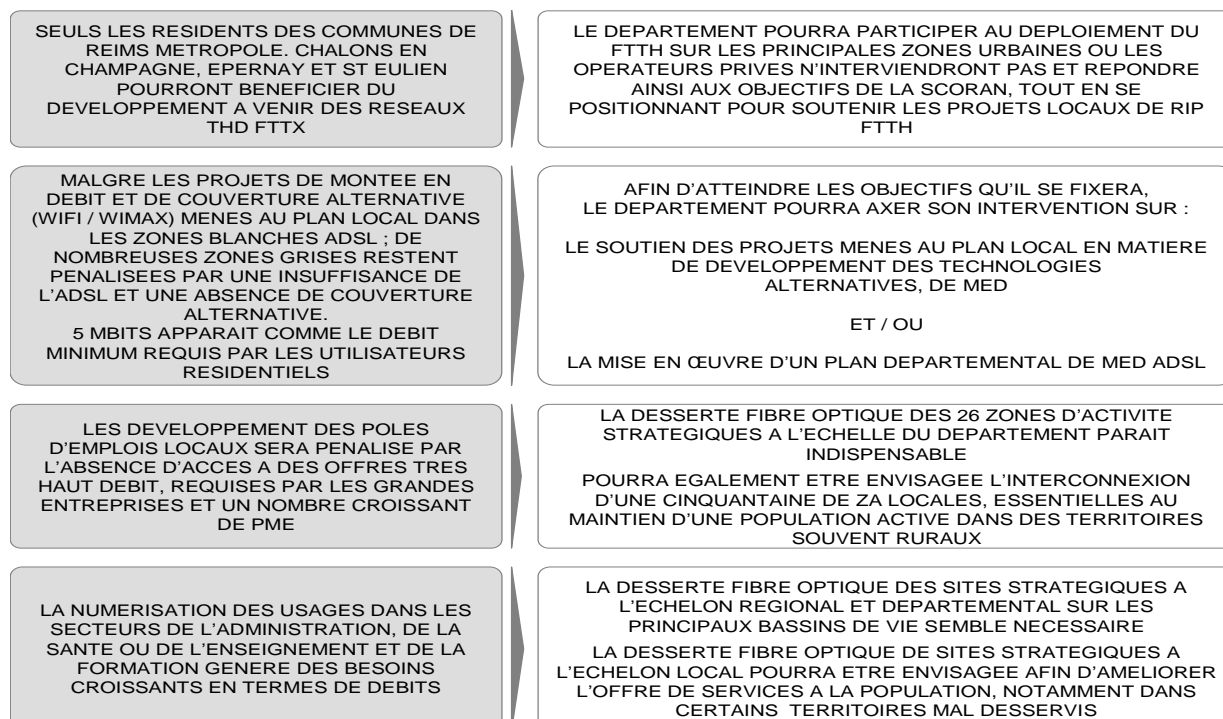 SEULS LES RESIDENTS DES COMMUNES DE
REIMS METROPOLE. CHALONS EN
CHAMPAGNE, EPERNAY ET ST EULIEN
POURRONT BENEFICIER DU
DEVELOPPEMENT A VENIR DES RESEAUX
THD FTTX
LE DEPARTEMENT POURRA PARTICIPER AU DEPLOIEMENT DU
FTTH SUR LES PRINCIPALES ZONES URBAINES OU LES
OPERATEURS PRIVES N'INTERVIENDRONT PAS ET REPONDRE
AINSI AUX OBJECTIFS DE LA SCORAN, TOUT EN SE
POSITIONNANT POUR SOUTENIR LES PROJETS LOCAUX DE RIP
FTTH
MALGRE LES PROJETS DE MONTEE EN
DEBIT ET DE COUVERTURE ALTERNATIVE
(WIFI / WIMAX) MENES AU PLAN LOCAL DANS
LES ZONES BLANCHES ADSL ; DE
NOMBREUSES ZONES GRISES RESTENT
PENALISEES PAR UNE INSUFFISANCE DE
L'ADSL ET UNE ABSENCE DE COUVERTURE
ALTERNATIVE.
5 MBITS APPARAIT COMME LE DEBIT
MINIMUM REQUIS PAR LES UTILISATEURS
RESIDENTIELS
AFIN D'ATTEINDRE LES OBJECTIFS QU'IL SE FIXERA,
LE DEPARTEMENT POURRA AXER SON INTERVENTION SUR :
LE SOUTIEN DES PROJETS MENES AU PLAN LOCAL EN MATIERE
DE DEVELOPPEMENT DES TECHNOLOGIES
ALTERNATIVES, DE MED
ET / OU
LA MISE EN ŒUVRE D'UN PLAN DEPARTEMENTAL DE MED ADSL
LES DEVELOPPEMENT DES POLES
D'EMPLOIS LOCAUX SERA PENALISE PAR
L'ABSENCE D'ACCES A DES OFFRES TRES
HAUT DEBIT, REQUISES PAR LES GRANDES
ENTREPRISES ET UN NOMBRE CROISSANT
DE PME
LA DESSERTE FIBRE OPTIQUE DES 26 ZONES D'ACTIVITE
STRATEGIQUES A L'ECHELLE DU DEPARTEMENT PARAIT
INDISPENSABLE
POURRA EGALEMENT ETRE ENVISAGEE L'INTERCONNEXION
D'UNE CINQUANTAINE DE ZA LOCALES, ESSENTIELLES AU
MAINTIEN D'UNE POPULATION ACTIVE DANS DES TERRITOIRES
SOUVENT RURAUX
LA NUMERISATION DES USAGES DANS LES
SECTEURS DE L'ADMINISTRATION, DE LA
SANTE OU DE L'ENSEIGNEMENT ET DE LA
FORMATION GENERE DES BESOINS
CROISSANTS EN TERMES DE DEBITS
LA DESSERTE FIBRE OPTIQUE DES SITES STRATEGIQUES A
L'ECHELON REGIONAL ET DEPARTEMENTAL SUR LES
PRINCIPAUX BASSINS DE VIE SEMBLE NECESSAIRE
LA DESSERTE FIBRE OPTIQUE DE SITES STRATEGIQUES A
L'ECHELON LOCAL POURRA ETRE ENVISAGEE AFIN D'AMELIORER
L'OFFRE DE SERVICES A LA POPULATION, NOTAMMENT DANS
CERTAINS TERRITOIRES MAL DESSERVIS